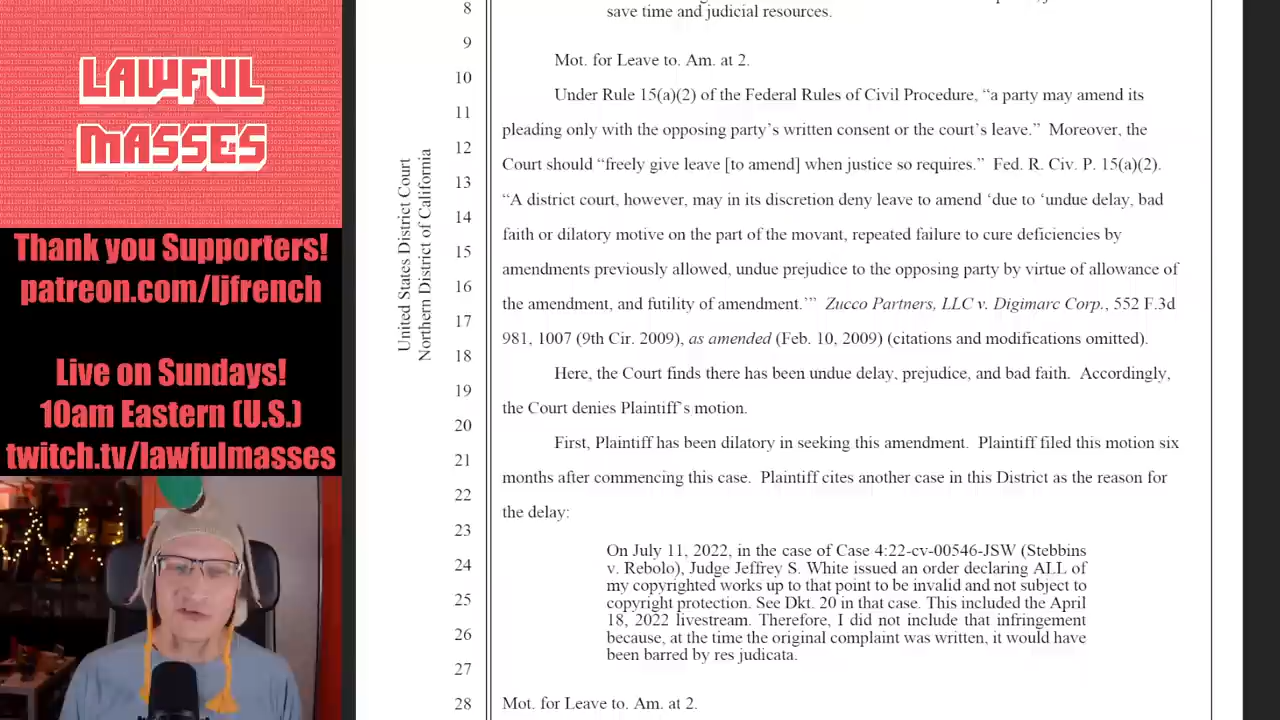 LAWFUL
MASSES
Thank you Supporters!
patreon.com/ljfrench
Live on Sundays!
10am Eastern (U.S.)
twitch.tv/lawfulmasses
United States District Court
Northern District of California
8
save time and judicial resources.
9
Mot. for Leave to. Am. at 2.
10
Under Rule 15(a)(2) of the Federal Rules of Civil Procedure, “a party may amend its
11
pleading only with the opposing party’s written consent or the court’s leave.” Moreover, the
12
Court should “freely give leave [to amend] when justice so requires.” Fed. R. Civ. P. 15(a)(2).
13
“A district court, however, may in its discretion deny leave to amend ‘due to ‘undue delay, bad
14
faith or dilatory motive on the part of the movant, repeated failure to cure deficiencies by
15
amendments previously allowed, undue prejudice to the opposing party by virtue of allowance of
16
the amendment, and futility of amendment.’” Zucco Partners, LLC v. Digimarc Corp., 552 F.3d
17
981, 1007 (9th Cir. 2009), as amended (Feb. 10, 2009) (citations and modifications omitted).
18
Here, the Court finds there has been undue delay, prejudice, and bad faith. Accordingly,
19
the Court denies Plaintiff’s motion.
20
First, Plaintiff has been dilatory in seeking this amendment. Plaintiff filed this motion six
21
months after commencing this case. Plaintiff cites another case in this District as the reason for
22
the delay:
23
On July 11, 2022, in the case of Case 4:22-cv-00546-JSW (Stebbins
24
v. Rebolo), Judge Jeffrey S. White issued an order declaring ALL of
my copyrighted works up to that point to be invalid and not subject to
25
copyright protection. See Dkt. 20 in that case. This included the April
18, 2022 livestream. Therefore, I did not include that infringement
26
because, at the time the original complaint was written, it would have
been barred by res judicata.
27
28
Mot. for Leave to. Am. at 2.